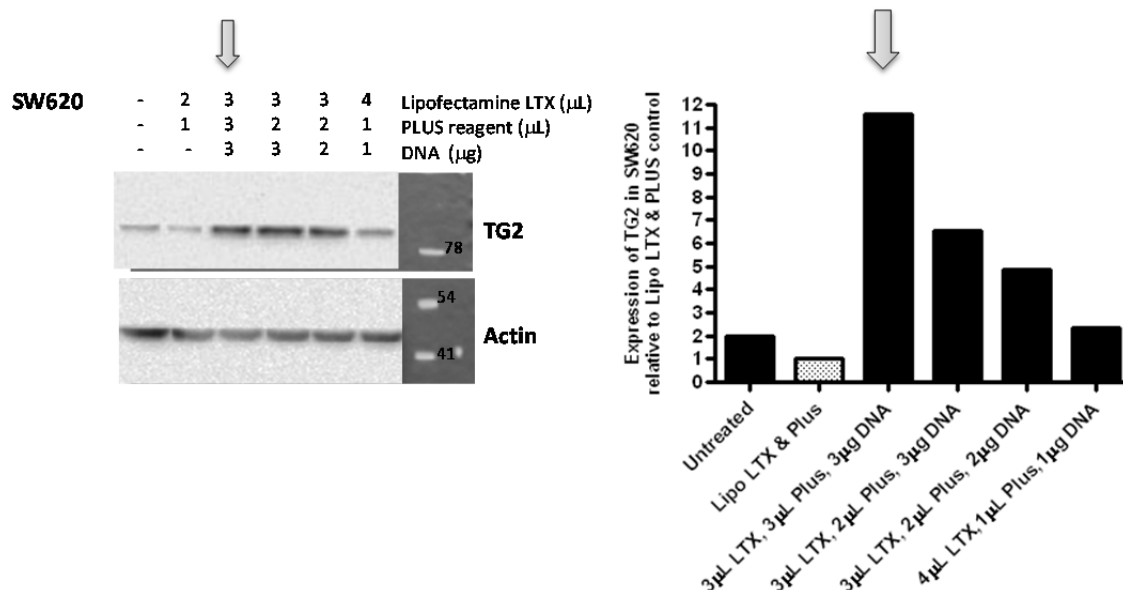 SW620
- 2 3 3 3 4 Lipofectamine LTX (µL)
- 1 3 2 2 1 PLUS reagent (µL)
- - 3 3 2 1 DNA (µg)
TG2
78
54
Actin
41
Expression of TG2 in SW620
relative to Lipo LTX & PLUS control
12
11
10
9
8
7
6
5
4
3
2
1
0
Untreated
Lipo LTX & Plus
3µL LTX, 3µL Plus, 3µg DNA
3µL LTX, 2µL Plus, 3µg DNA
3µL LTX, 2µL Plus, 2µg DNA
4µL LTX,1µL Plus,1µg DNA